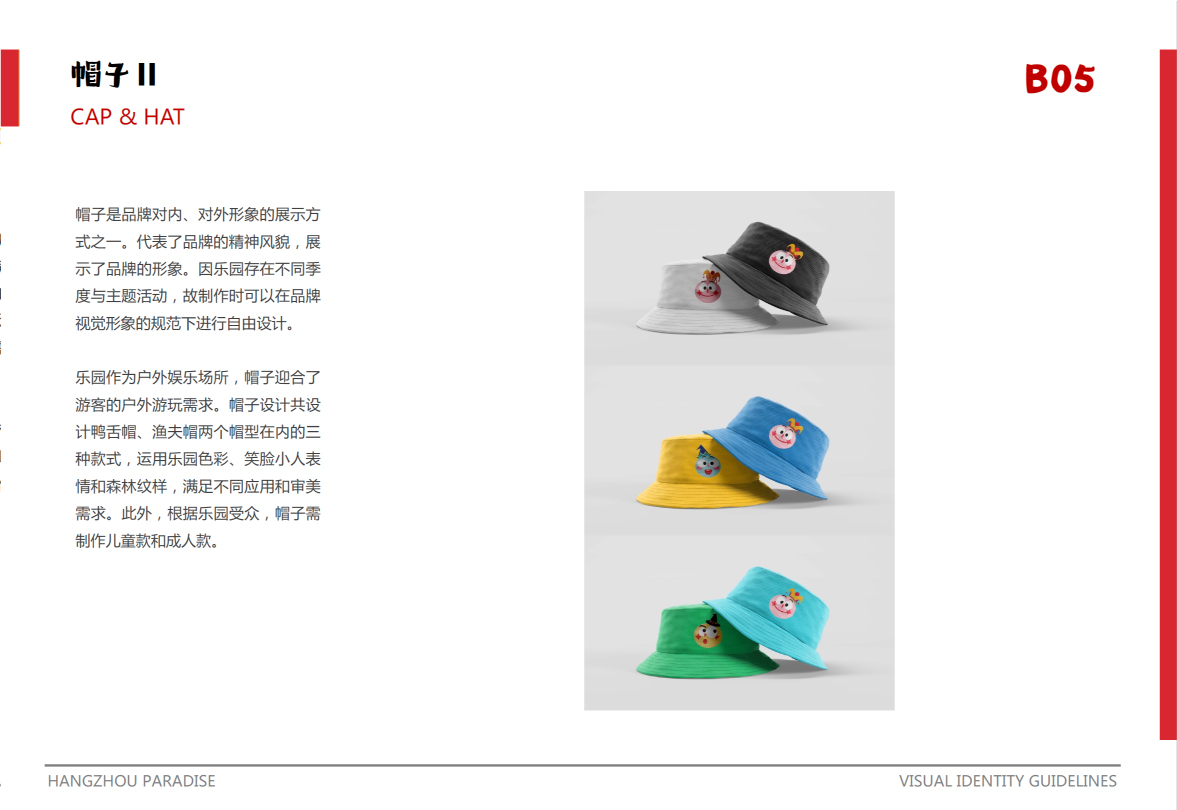 帽子 II
CAP & HAT
B05
帽子是品牌对内、对外形象的展示方
式之一。代表了品牌的精神风貌，展
示了品牌的形象。因乐园存在不同季
度与主题活动，故制作时可以在品牌
视觉形象的规范下进行自由设计。
乐园作为户外娱乐场所，帽子迎合了
游客的户外游玩需求。帽子设计共设
计鸭舌帽、渔夫帽两个帽型在内的三
种款式，运用乐园色彩、笑脸小人表
情和森林纹样，满足不同应用和审美
需求。此外，根据乐园受众，帽子需
制作儿童款和成人款。
HANGZHOU PARADISE
VISUAL IDENTITY GUIDELINES